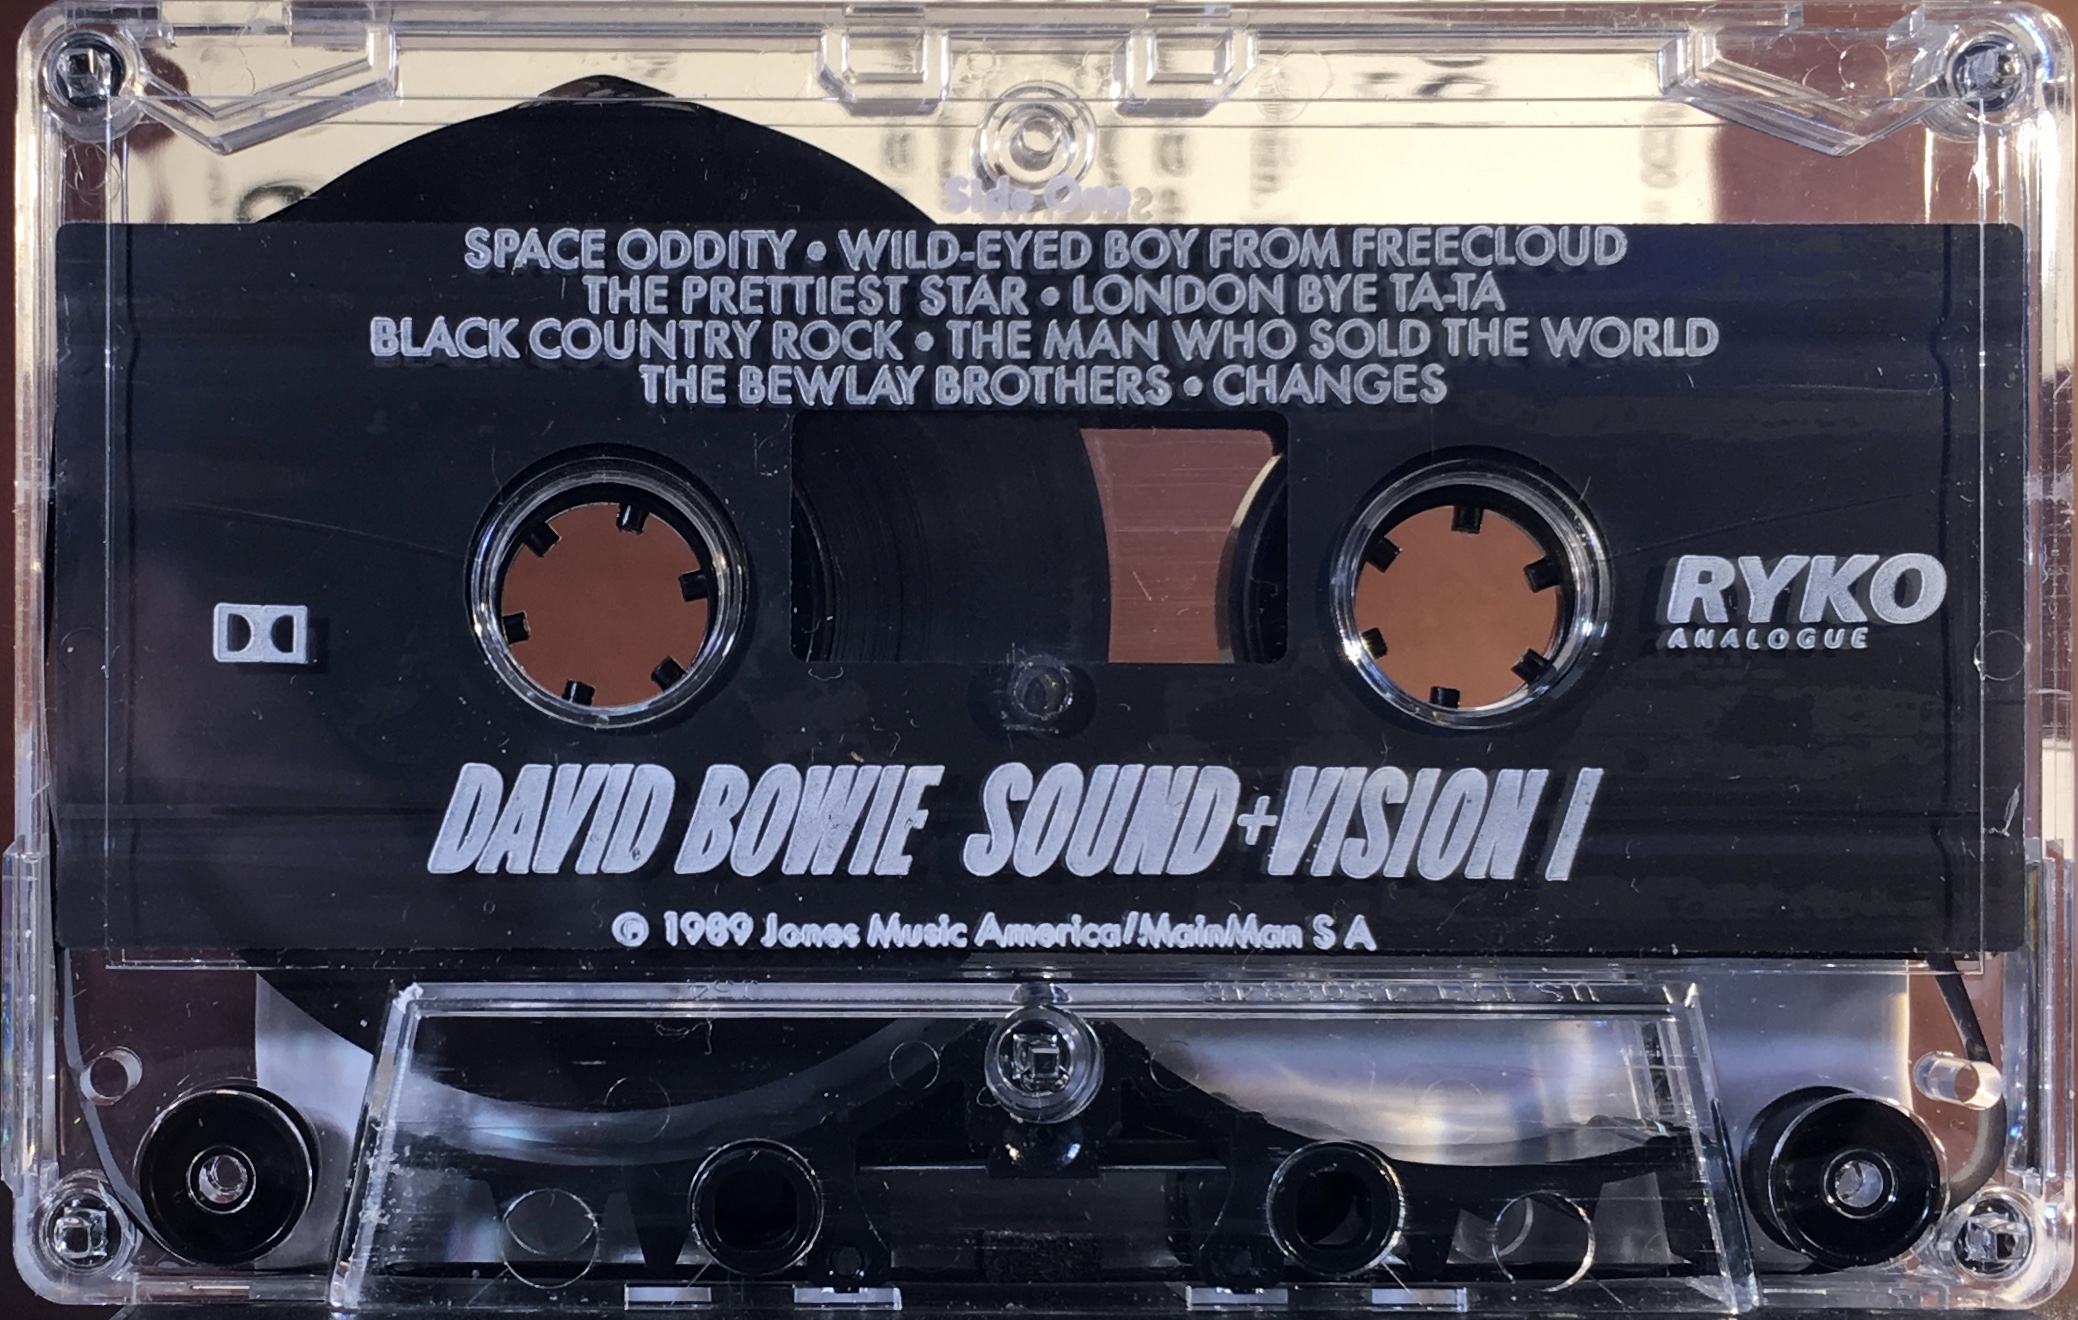 Side One
SPACE ODDITY • WILD-EYED BOY FROM FREECLOUD
THE PRETTIEST STAR • LONDON BYE TA-TA
BLACK COUNTRY ROCK • THE MAN WHO SOLD THE WORLD
THE BEWLAY BROTHERS • CHANGES
RYKO
ANALOGUE
DAVID BOWIE SOUND+VISION I
℗ 1989 Jones Music America/MainMan S A